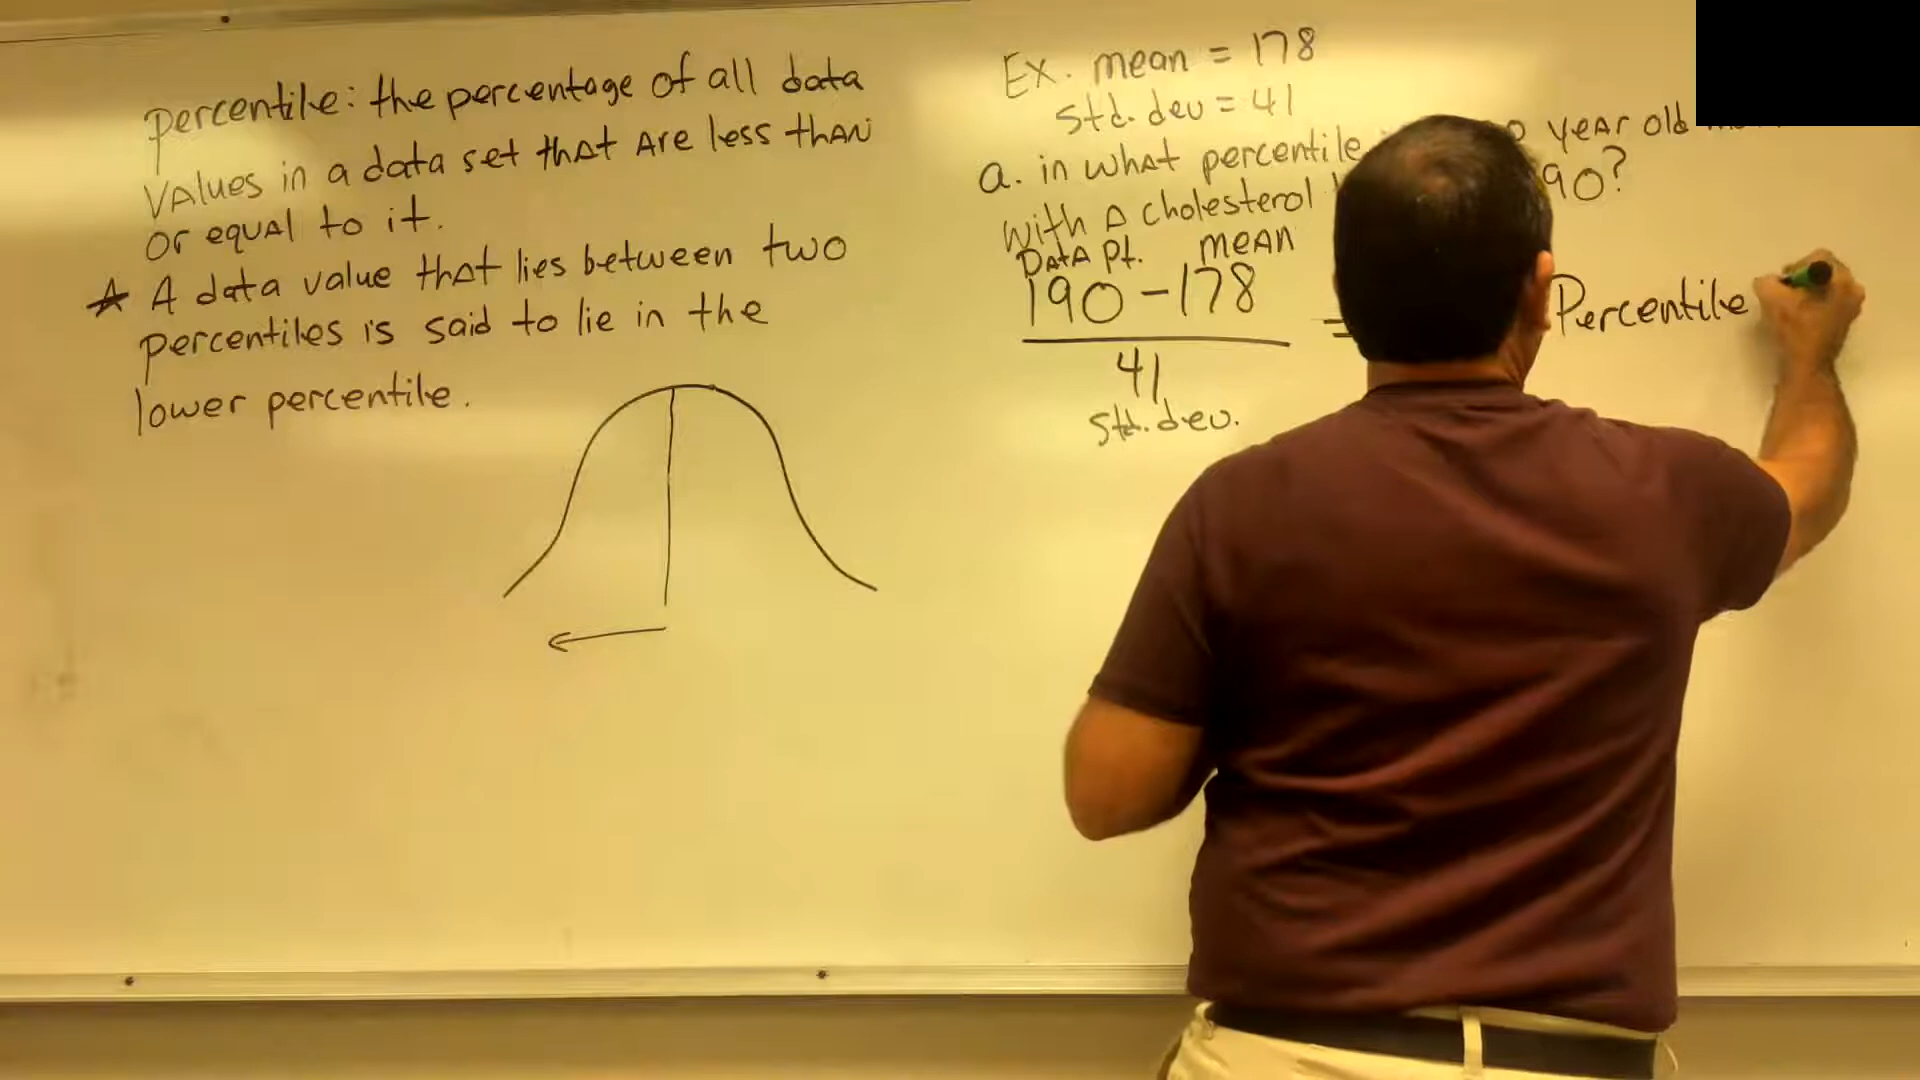 percentile: the percentage of all data
values in a data set that are less than
or equal to it.
A data value that lies between two
percentiles is said to lie in the
lower percentile.
Ex. mean = 178
std. dev = 41
a. in what percentile year old
with a cholesterol 90?
Data Pt. mean
190 - 178 =
41
std. dev.
Percentile